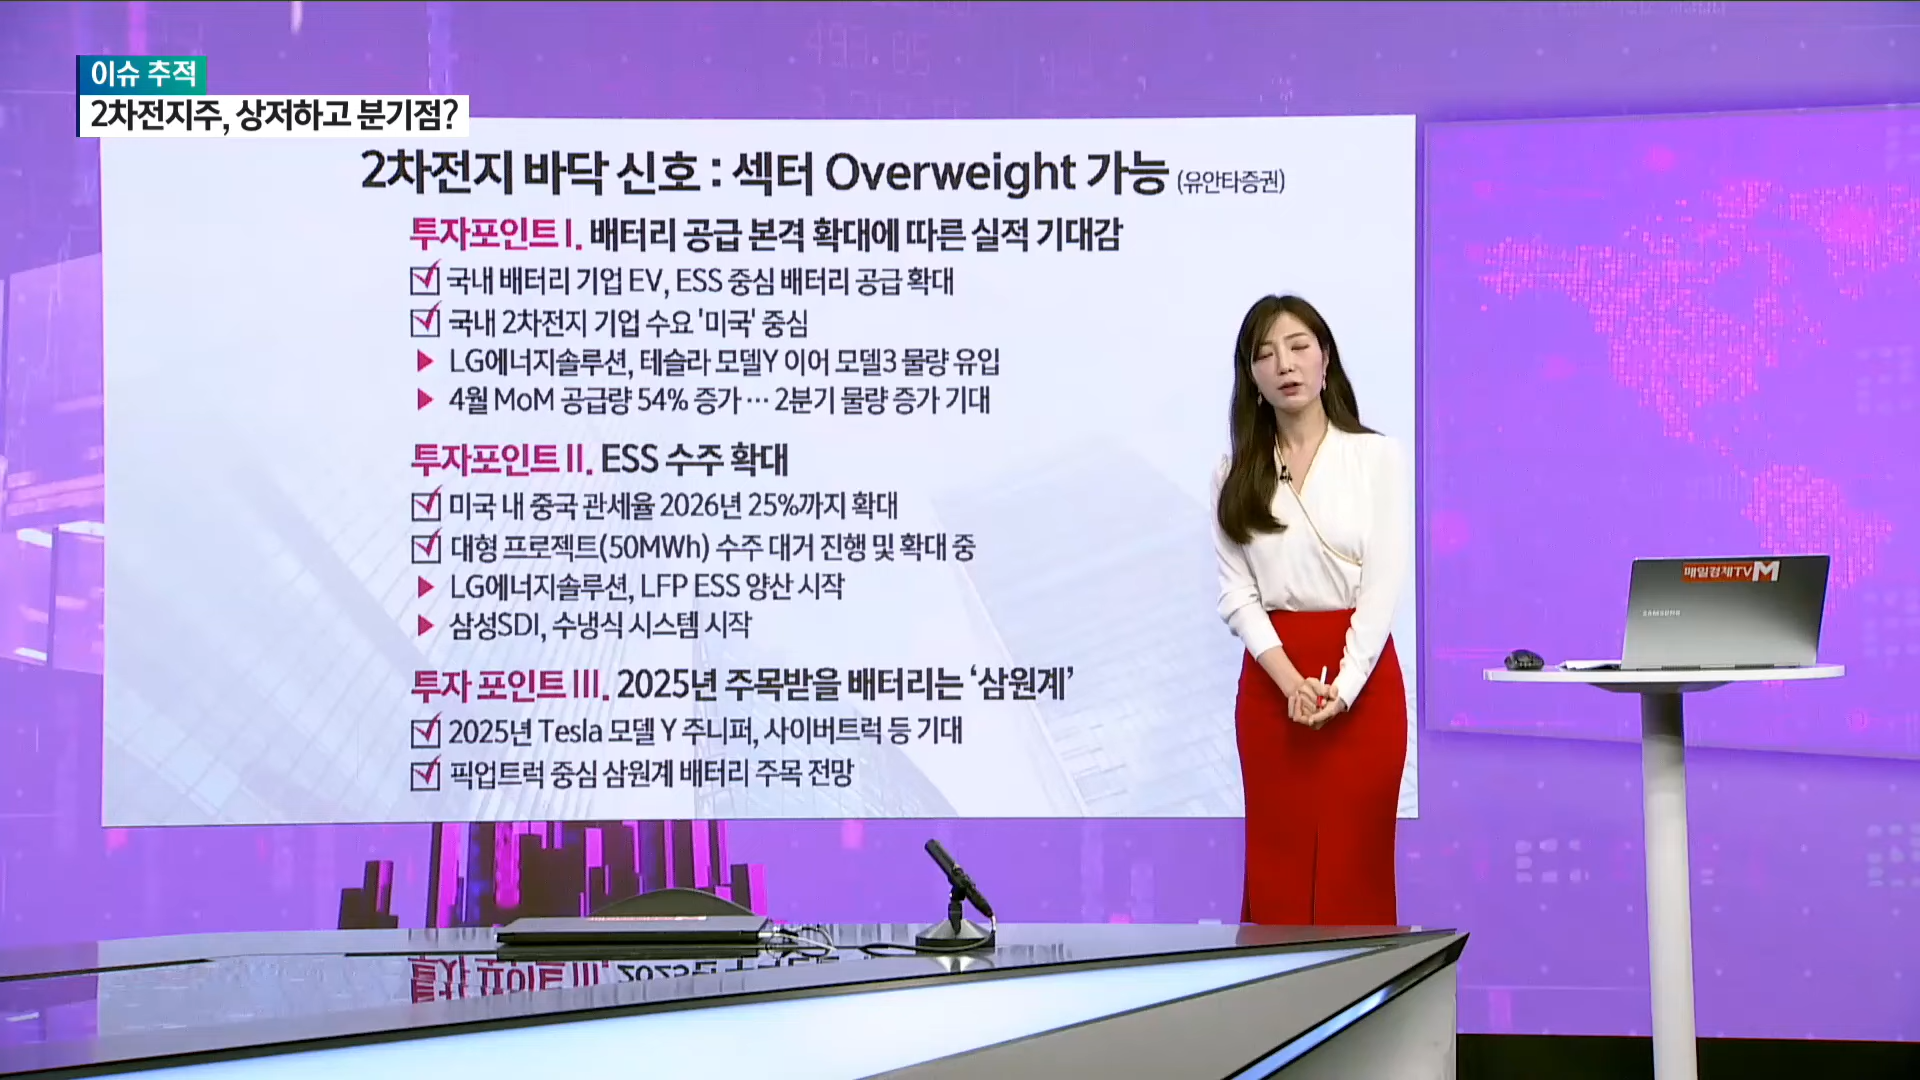 이슈 추적
2차전지주, 상저하고 분기점?
2차전지 바닥 신호 : 섹터 Overweight 가능 (유안타증권)
투자포인트 I. 배터리 공급 본격 확대에 따른 실적 기대감
국내 배터리 기업 EV, ESS 중심 배터리 공급 확대
국내 2차전지 기업 수요 '미국' 중심
▶ LG에너지솔루션, 테슬라 모델Y 이어 모델3 물량 유입
▶ 4월 MoM 공급량 54% 증가… 2분기 물량 증가 기대
투자포인트 II. ESS 수주 확대
미국 내 중국 관세율 2026년 25%까지 확대
대형 프로젝트(50MWh) 수주 대거 진행 및 확대 중
▶ LG에너지솔루션, LFP ESS 양산 시작
▶ 삼성SDI, 수냉식 시스템 시작
투자 포인트 III. 2025년 주목받을 배터리는 ‘삼원계’
2025년 Tesla 모델 Y 주니퍼, 사이버트럭 등 기대
픽업트럭 중심 삼원계 배터리 주목 전망
매일경제TV M
SAMSUNG